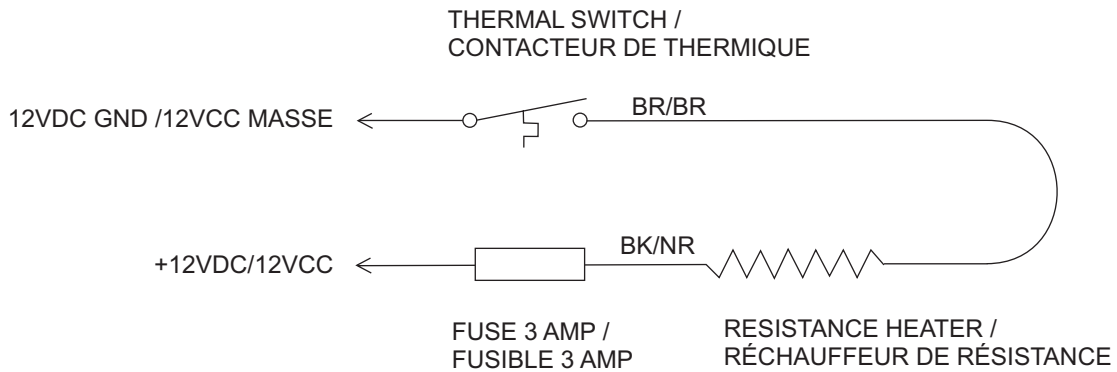 THERMAL SWITCH /
CONTACTEUR DE THERMIQUE
12VDC GND /12VCC MASSE
BR/BR
+12VDC/12VCC
BK/NR
FUSE 3 AMP /
FUSIBLE 3 AMP
RESISTANCE HEATER /
RÉCHAUFFEUR DE RÉSISTANCE